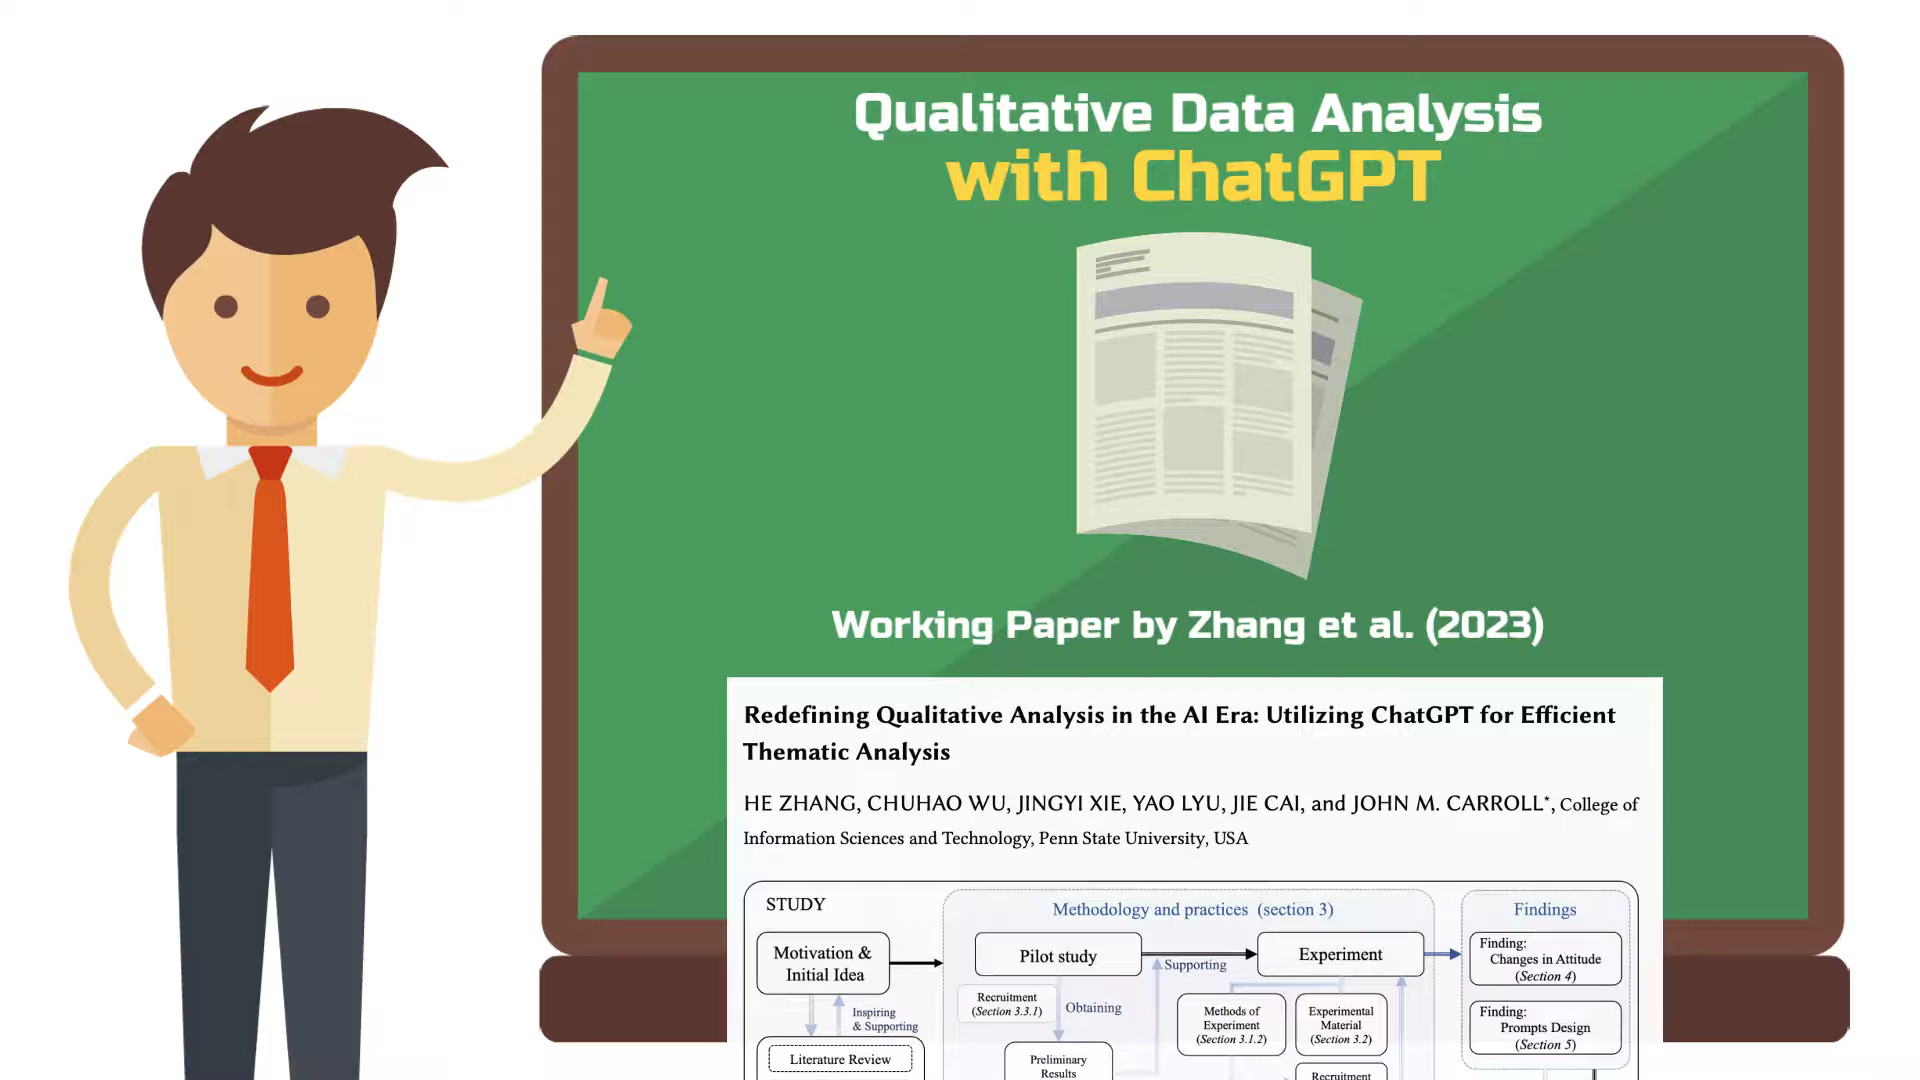 Qualitative Data Analysis
with ChatGPT
Working Paper by Zhang et al. (2023)
Redefining Qualitative Analysis in the AI Era: Utilizing ChatGPT for Efficient
Thematic Analysis
HE ZHANG, CHUHAO WU, JINGYI XIE, YAO LYU, JIE CAI, and JOHN M. CARROLL*, College of
Information Sciences and Technology, Penn State University, USA
STUDY
Motivation &
Initial Idea
Inspiring
& Supporting
Literature Review
Methodology and practices (section 3)
Pilot study
Supporting
Experiment
Recruitment
(Section 3.3.1)
Obtaining
Preliminary
Results
Methods of
Experiment
(Section 3.1.2)
Experimental
Material
(Section 3.2)
Recruitment
Findings
Finding:
Changes in Attitude
(Section 4)
Finding:
Prompts Design
(Section 5)